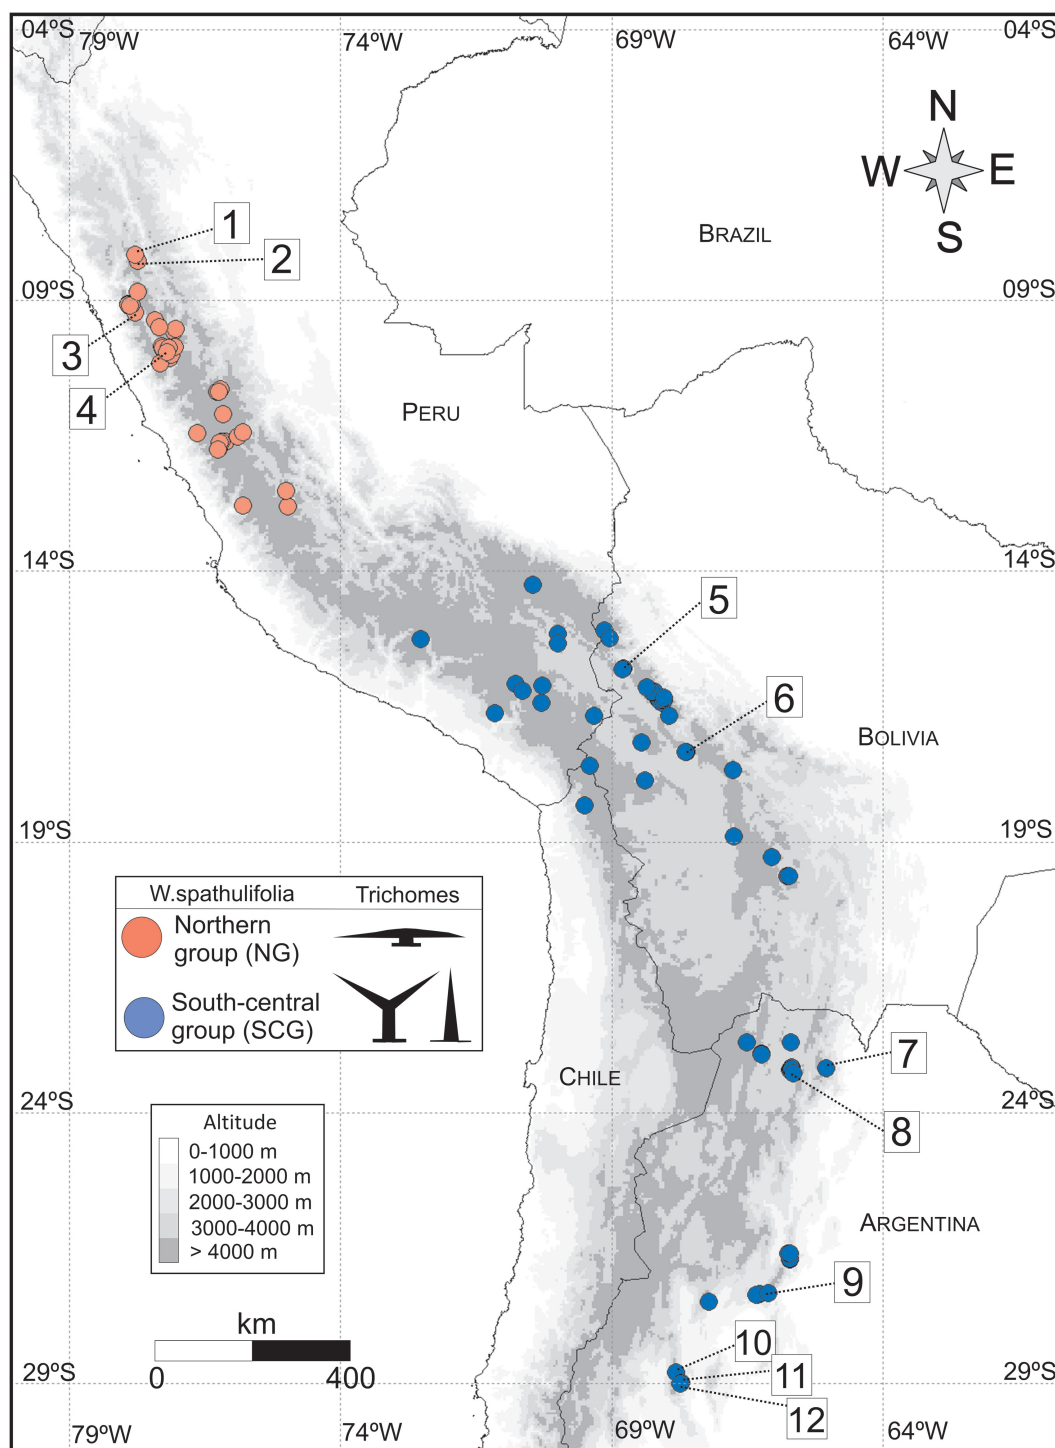 04ºS 79ºW 74ºW 69ºW 64ºW 04ºS
N
W E
S
1
BRAZIL
2
09ºS 09ºS
3
4
PERU
14ºS 14ºS
5
6
BOLIVIA
19ºS 19ºS
W.spathulifolia Trichomes
Northern
group (NG)
South-central
group (SCG)
7
CHILE
24ºS 24ºS
8
Altitude
0-1000 m
1000-2000 m
2000-3000 m
3000-4000 m
> 4000 m
ARGENTINA
9
km
10
11
0 400
29ºS 29ºS
12
79ºW 74ºW 69ºW 64ºW